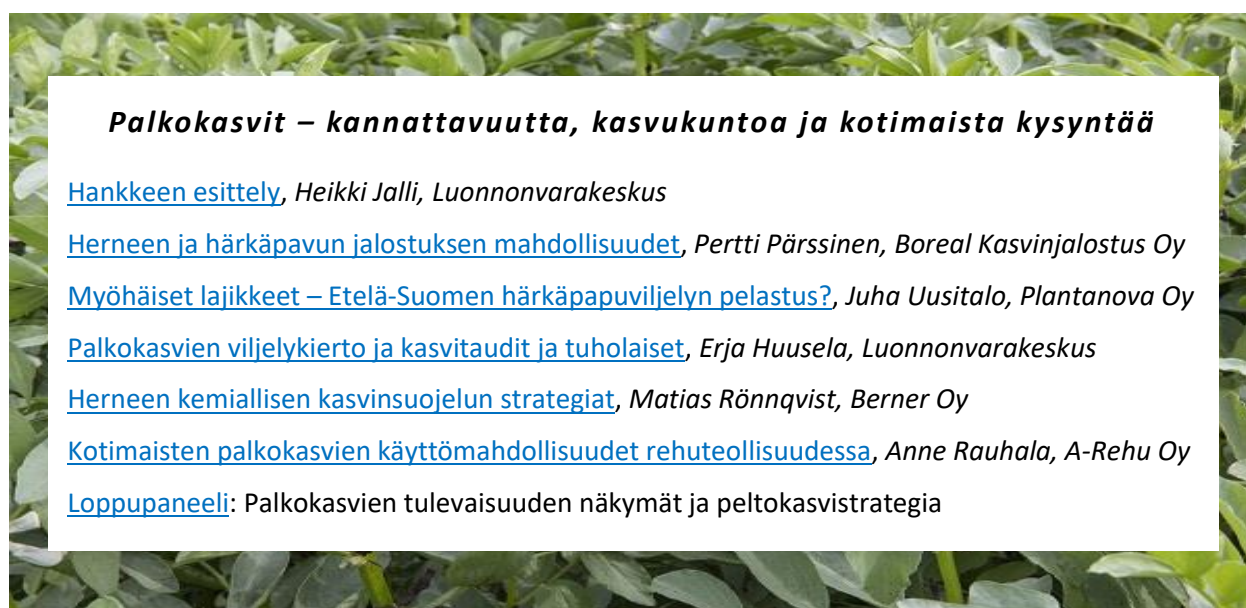 Palkokasvit – kannattavuutta, kasvukuntoa ja kotimaista kysyntää
Hankkeen esittely, Heikki Jalli, Luonnonvarakeskus
Herneen ja härkäpavun jalostuksen mahdollisuudet, Pertti Pärssinen, Boreal Kasvinjalostus Oy
Myöhäiset lajikkeet – Etelä-Suomen härkäpapuviljelyn pelastus?, Juha Uusitalo, Plantanova Oy
Palkokasvien viljelykierto ja kasvitaudit ja tuholaiset, Erja Huusela, Luonnonvarakeskus
Herneen kemiallisen kasvinsuojelun strategiat, Matias Rönnqvist, Berner Oy
Kotimaisten palkokasvien käyttömahdollisuudet rehuteollisuudessa, Anne Rauhala, A-Rehu Oy
Loppupaneeli: Palkokasvien tulevaisuuden näkymät ja peltokasvistrategia